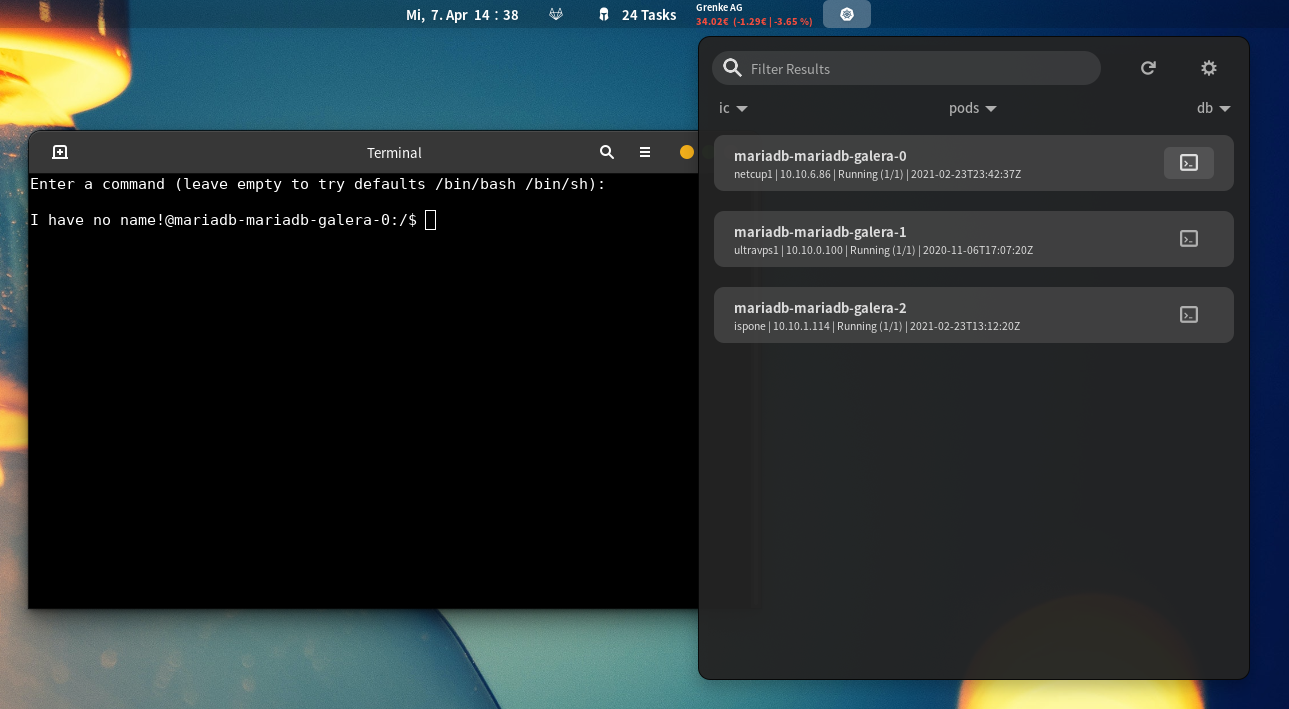 Mi, 7. Apr 14 : 38
24 Tasks
Grenke AG
34.02€ (-1.29€ | -3.65 %)
Filter Results
ic
pods
db
Terminal
Enter a command (leave empty to try defaults /bin/bash /bin/sh):
I have no name!@mariadb-mariadb-galera-0:/$
mariadb-mariadb-galera-0
netcup1 | 10.10.6.86 | Running (1/1) | 2021-02-23T23:42:37Z
mariadb-mariadb-galera-1
ultravps1 | 10.10.0.100 | Running (1/1) | 2020-11-06T17:07:20Z
mariadb-mariadb-galera-2
ispone | 10.10.1.114 | Running (1/1) | 2021-02-23T13:12:20Z